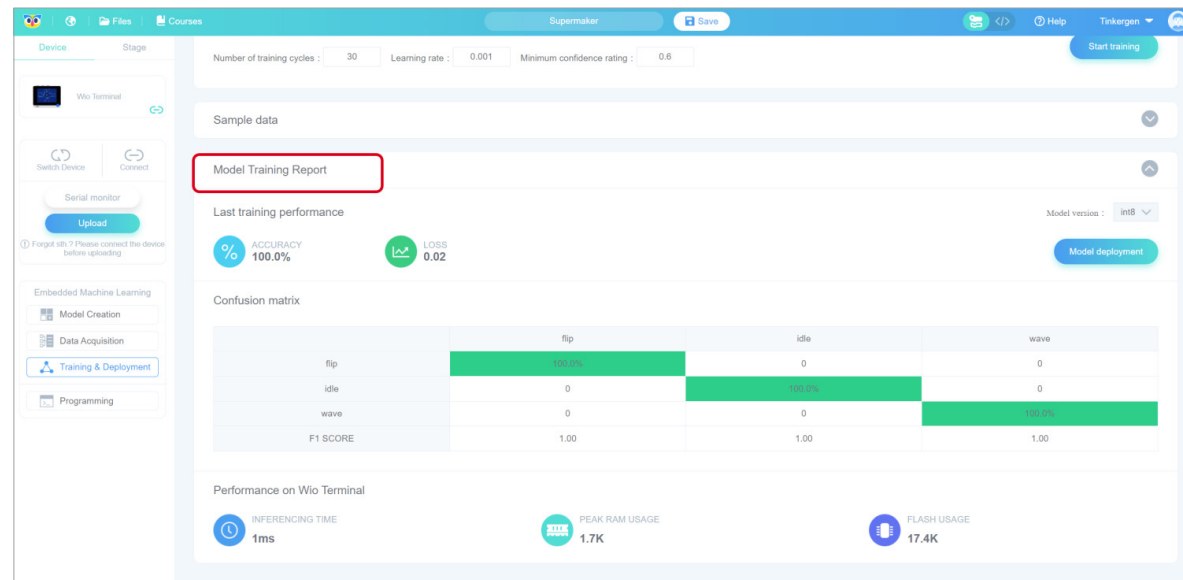 Files
Courses
Supermaker
Save
</>
Help
Tinkergen
Device
Stage
Wio Terminal
Switch Device
Connect
Serial monitor
Upload
Forgot sth.? Please connect the device
before uploading
Embedded Machine Learning
Model Creation
Data Acquisition
Training & Deployment
Programming
Number of training cycles : 30 Learning rate : 0.001 Minimum confidence rating : 0.6
Start training
Sample data
Model Training Report
Last training performance
Model version : int8
% ACCURACY
100.0%
LOSS
0.02
Model deployment
Confusion matrix
flip idle wave
flip 100.0% 0 0
idle 0 100.0% 0
wave 0 0 100.0%
F1 SCORE 1.00 1.00 1.00
Performance on Wio Terminal
INFERENCING TIME
1ms
PEAK RAM USAGE
1.7K
FLASH USAGE
17.4K